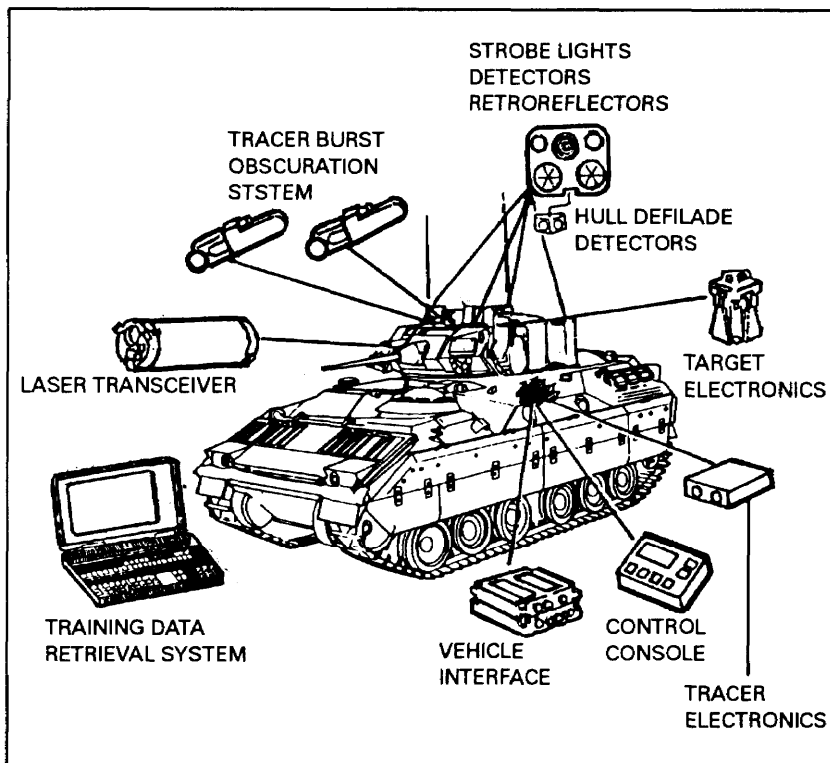 STROBE LIGHTS
DETECTORS
RETROREFLECTORS
TRACER BURST
OBSCURATION
STSTEM
HULL DEFILADE
DETECTORS
LASER TRANSCEIVER
TARGET
ELECTRONICS
TRAINING DATA
RETRIEVAL SYSTEM
VEHICLE
INTERFACE
CONTROL
CONSOLE
TRACER
ELECTRONICS